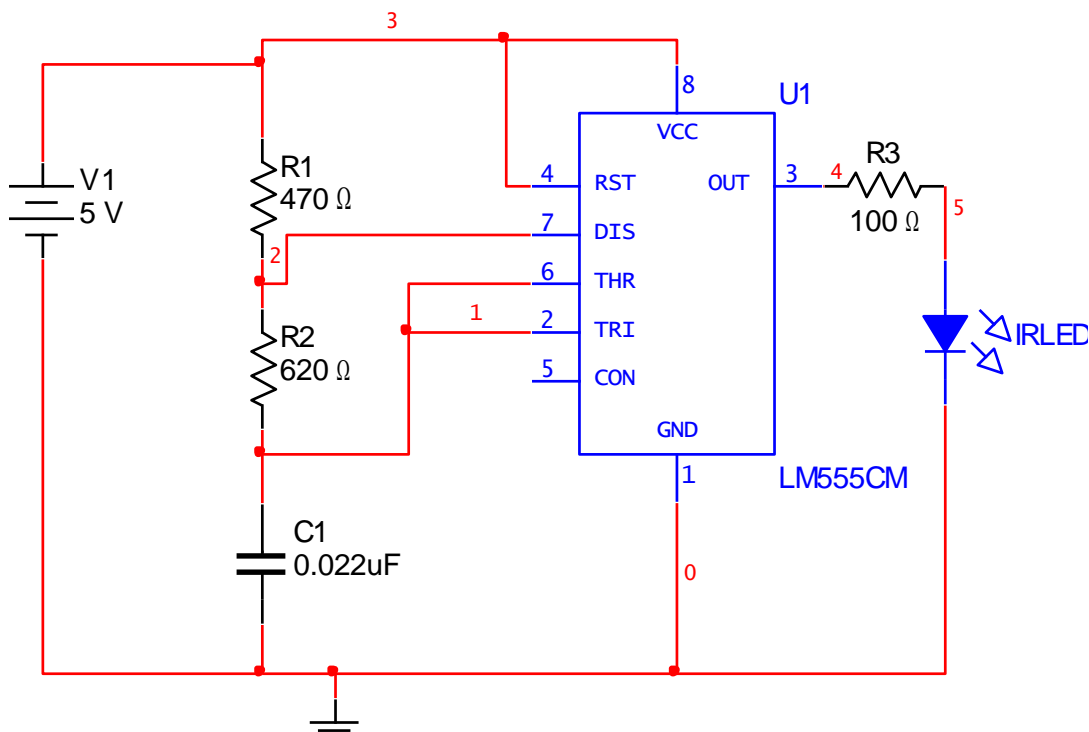 3
8
U1
VCC
R1
470 Ω
V1
5 V
4
RST
OUT
3
4
R3
100 Ω
5
2
7
DIS
6
THR
1
2
TRI
R2
620 Ω
5
CON
IRLED
GND
1
LM555CM
C1
0.022uF
0